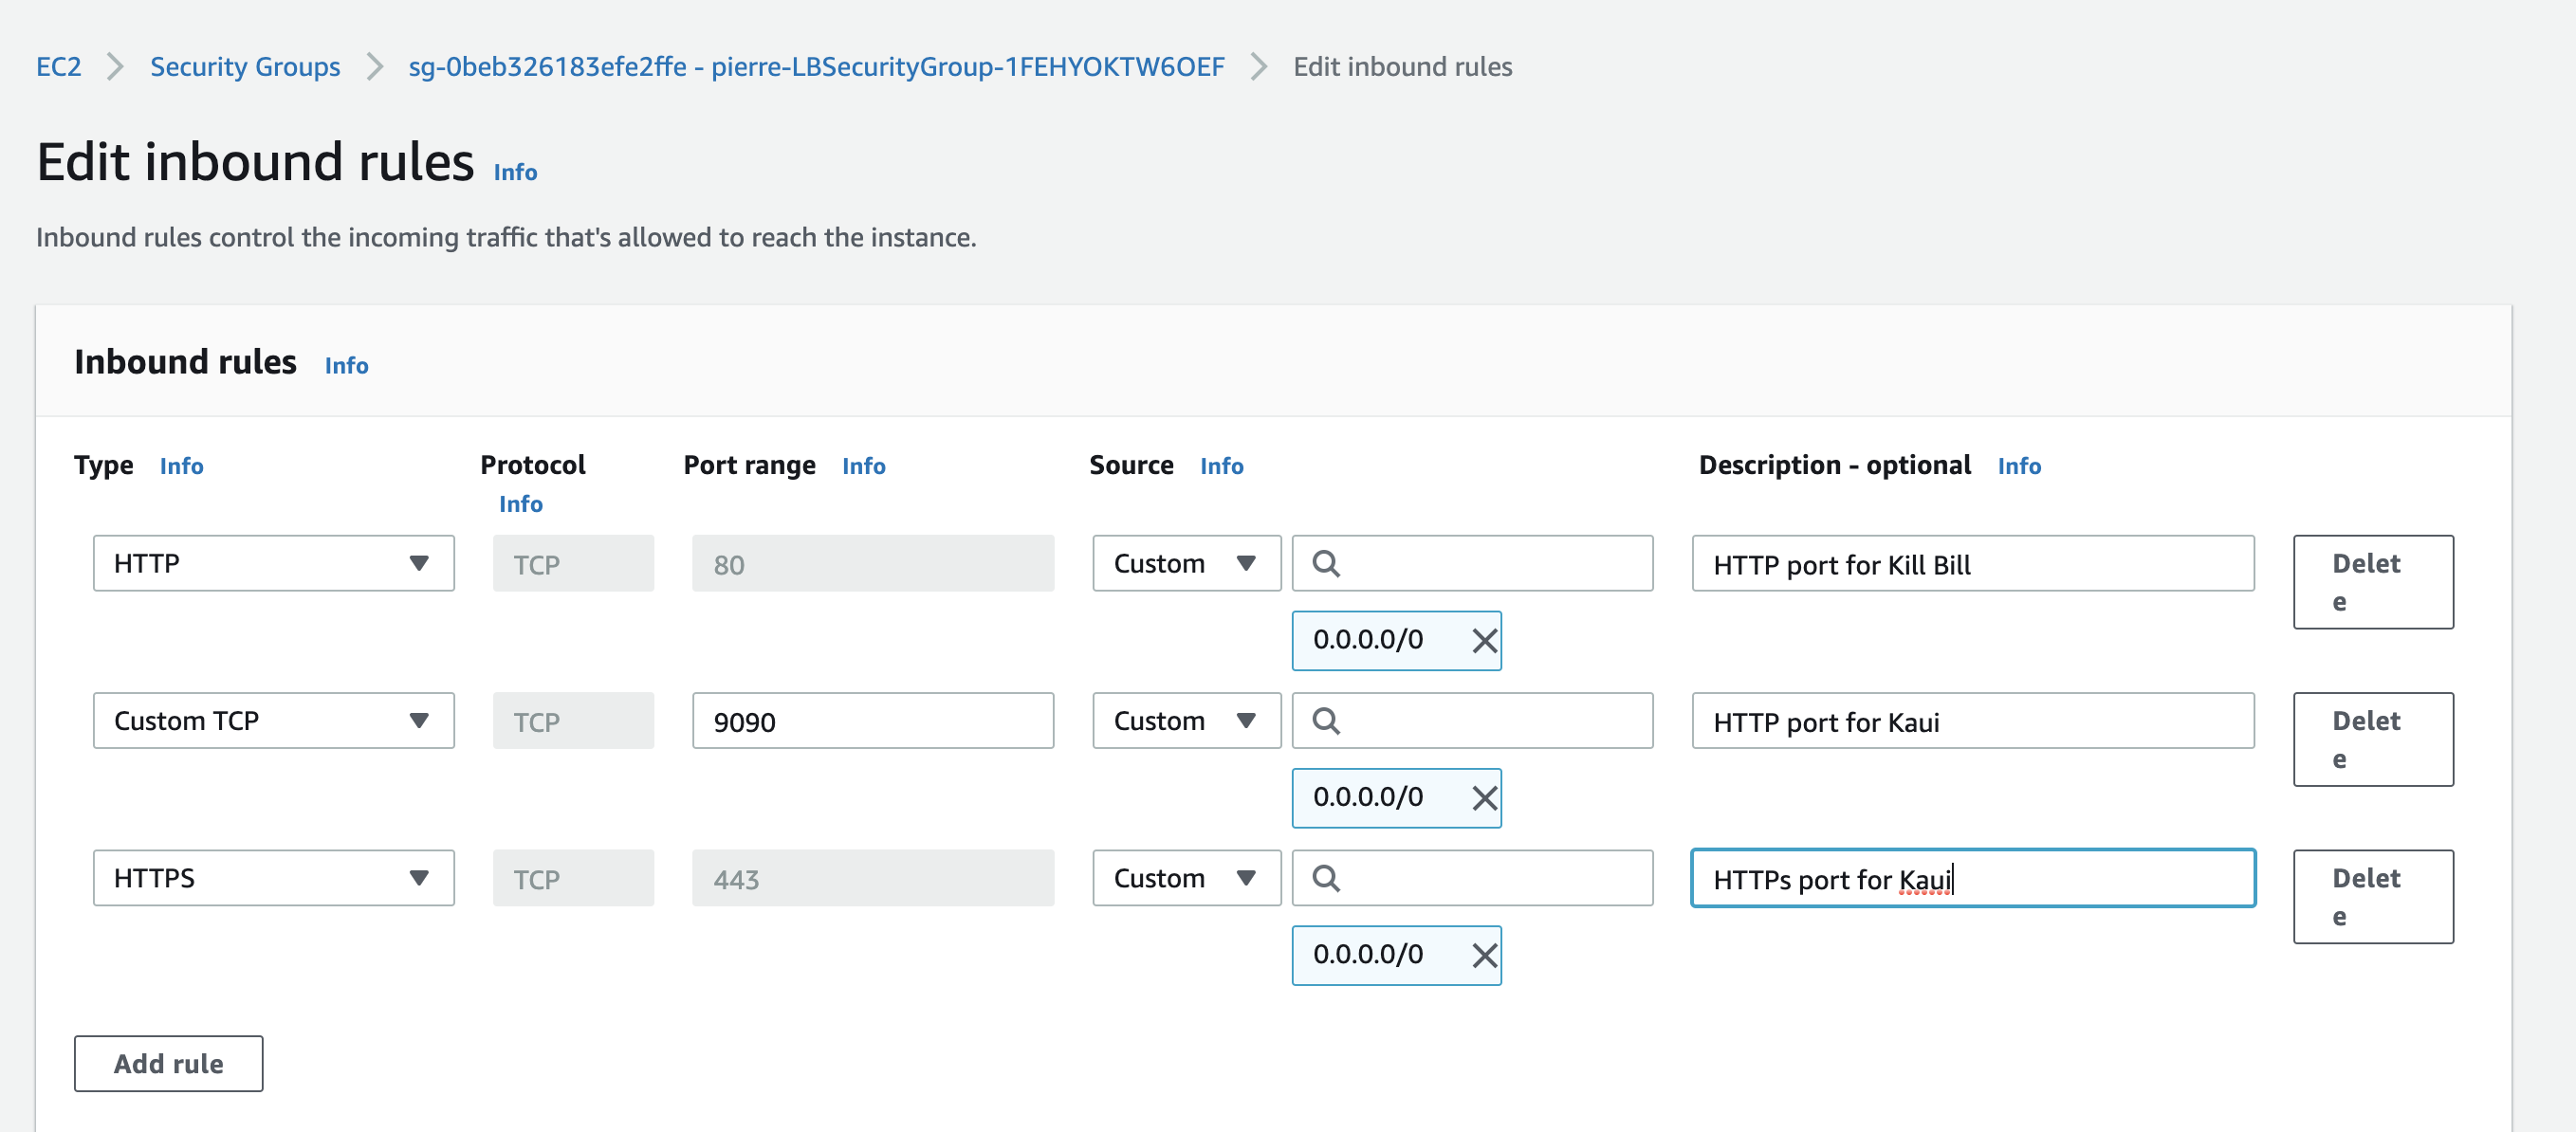 EC2 > Security Groups > sg-0beb326183efe2ffe - pierre-LBSecurityGroup-1FEHYOKTW6OEF > Edit inbound rules
Edit inbound rules Info
Inbound rules control the incoming traffic that's allowed to reach the instance.
Inbound rules Info
Type Info Protocol Info Port range Info Source Info Description - optional Info
HTTP TCP 80 Custom HTTP port for Kill Bill Delete
0.0.0.0/0
Custom TCP TCP 9090 Custom HTTP port for Kaui Delete
0.0.0.0/0
HTTPS TCP 443 Custom HTTPs port for Kaui Delete
0.0.0.0/0
Add rule